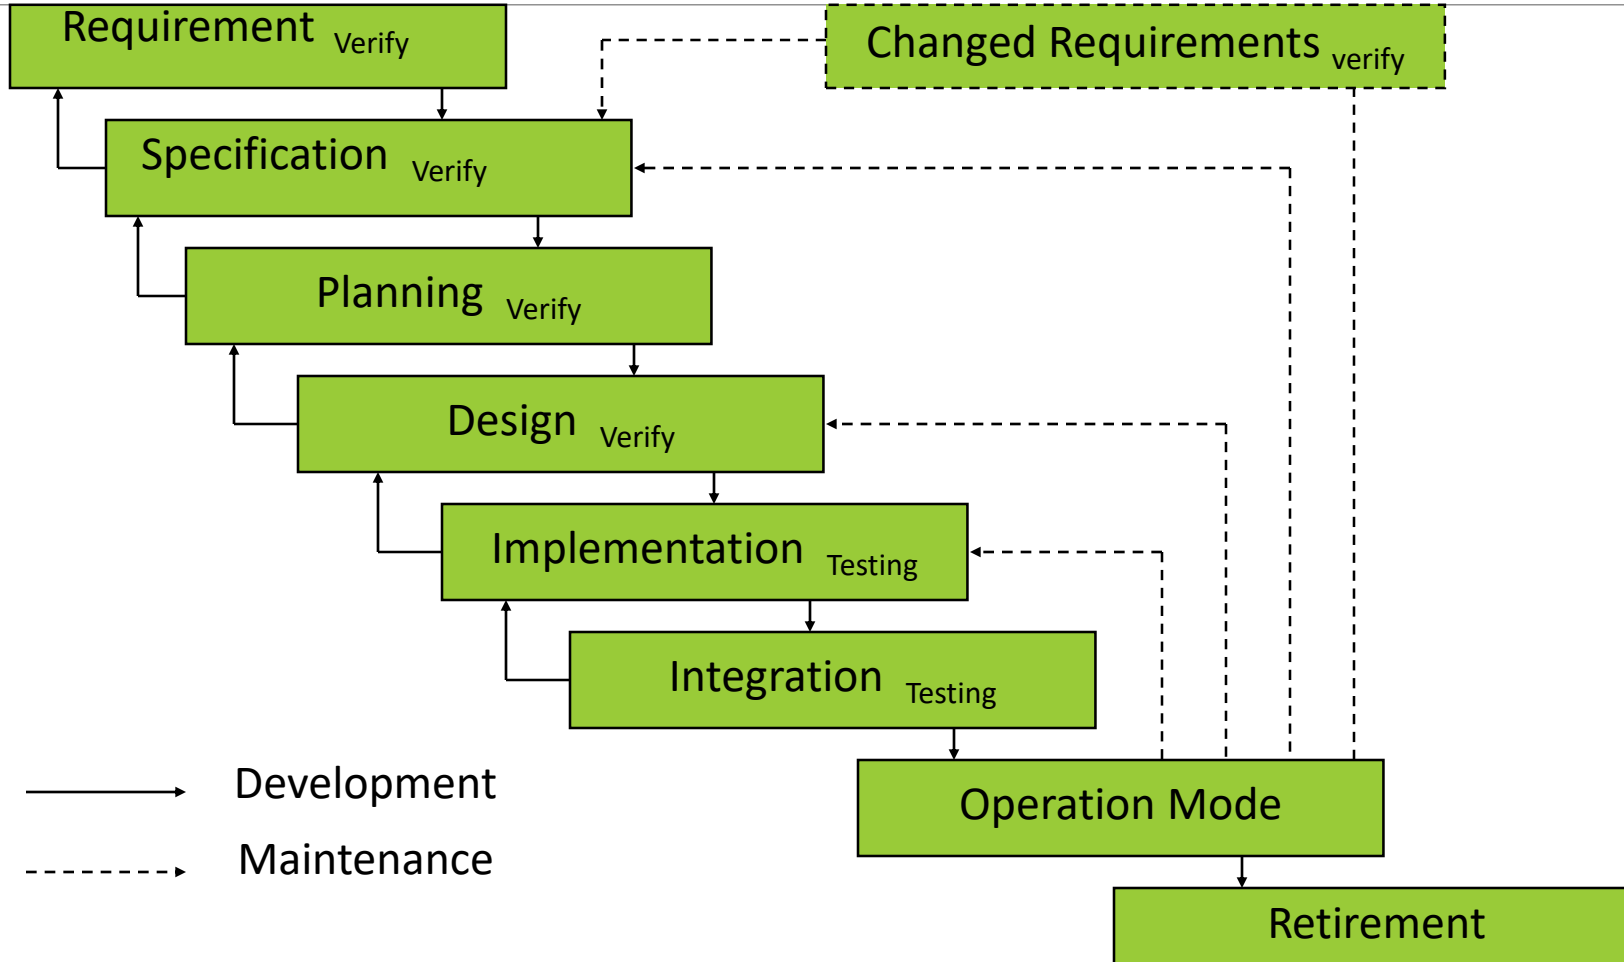 Requirement Verify
Changed Requirements verify
Specification Verify
Planning Verify
Design Verify
Implementation Testing
Integration Testing
Development
Operation Mode
Maintenance
Retirement